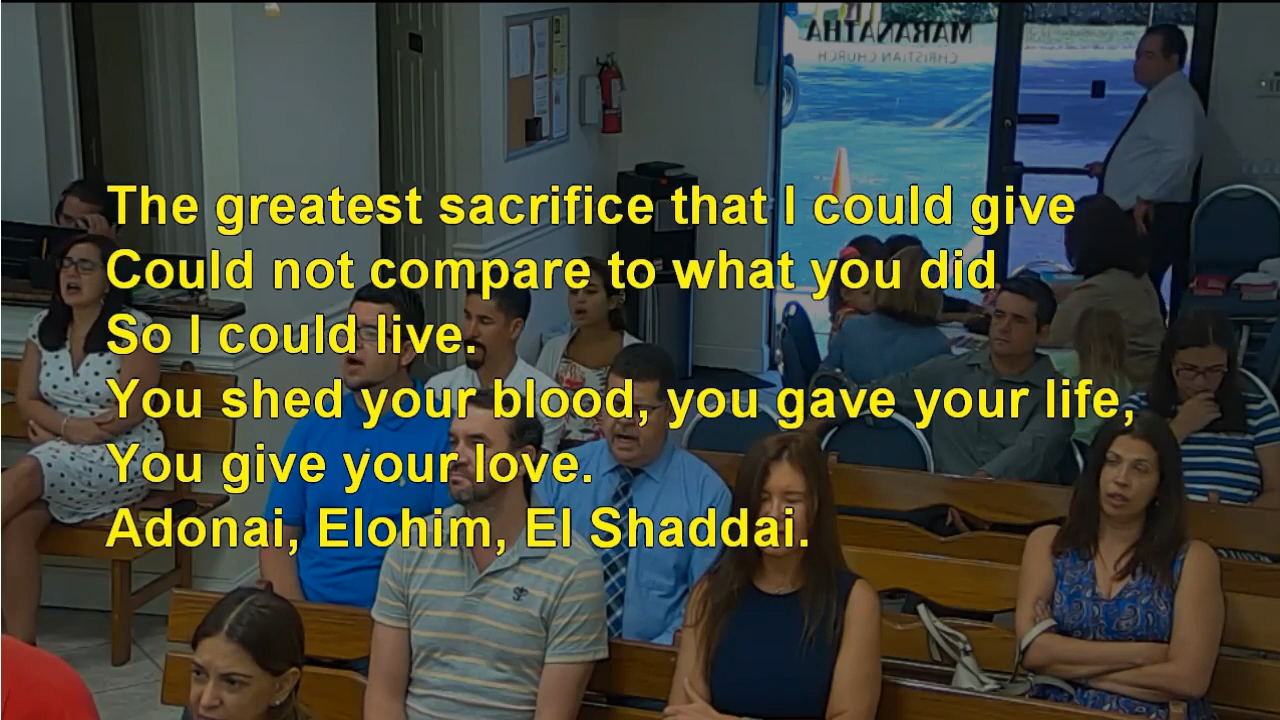 MARANATHA
CHRISTIAN CHURCH
The greatest sacrifice that I could give
Could not compare to what you did
So I could live.
You shed your blood, you gave your life,
You give your love.
Adonai, Elohim, El Shaddai.